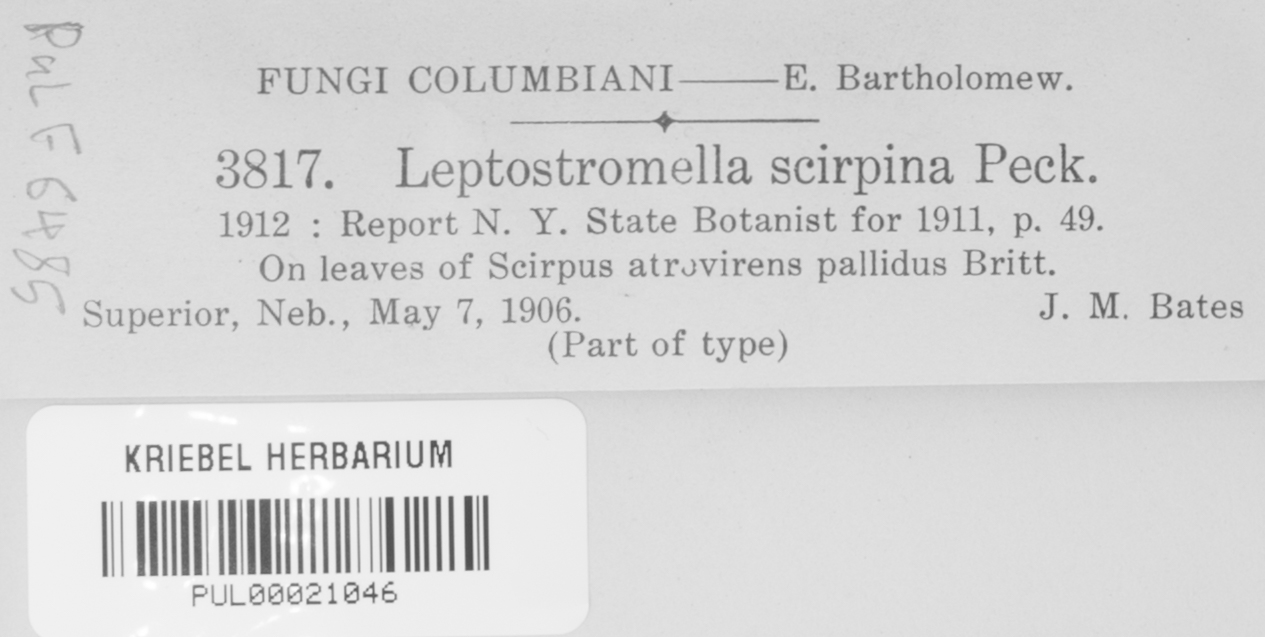 FUNGI COLUMBIANI——E. Bartholomew.
3817. Leptostromella scirpina Peck.
1912 : Report N. Y. State Botanist for 1911, p. 49.
On leaves of Scirpus atrovirens pallidus Britt.
Superior, Neb., May 7, 1906. J. M. Bates
(Part of type)
PUL F 6485
KRIEBEL HERBARIUM
PUL00021046